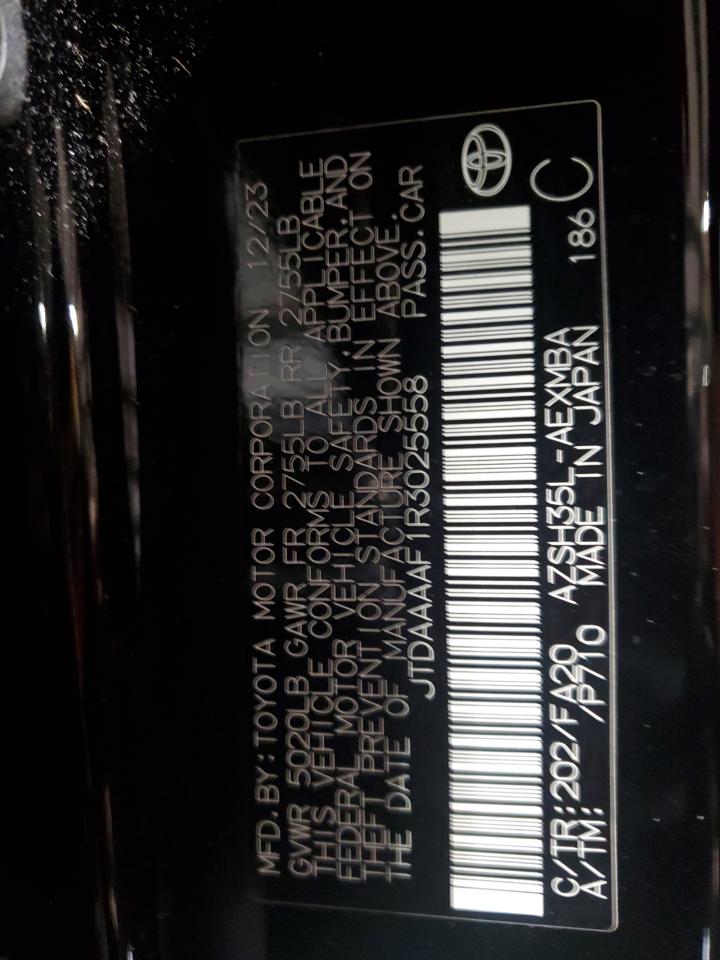 MFD.BY:TOYOTA MOTOR CORPORATION 12/23
GVWR 5020LB GAWR FR 2755LB RR 2755LB
THIS VEHICLE CONFORMS TO ALL APPLICABLE
FEDERAL MOTOR VEHICLE SAFETY,BUMPER,AND
THEFT PREVENTION STANDARDS IN EFFECT ON
THE DATE OF MANUFACTURE SHOWN ABOVE.
JTDAAAAF1R3025558 PASS.CAR
C/TR:202/FA20 AZSH35L-AEXMBA
A/TM: /P710 MADE IN JAPAN 186 C